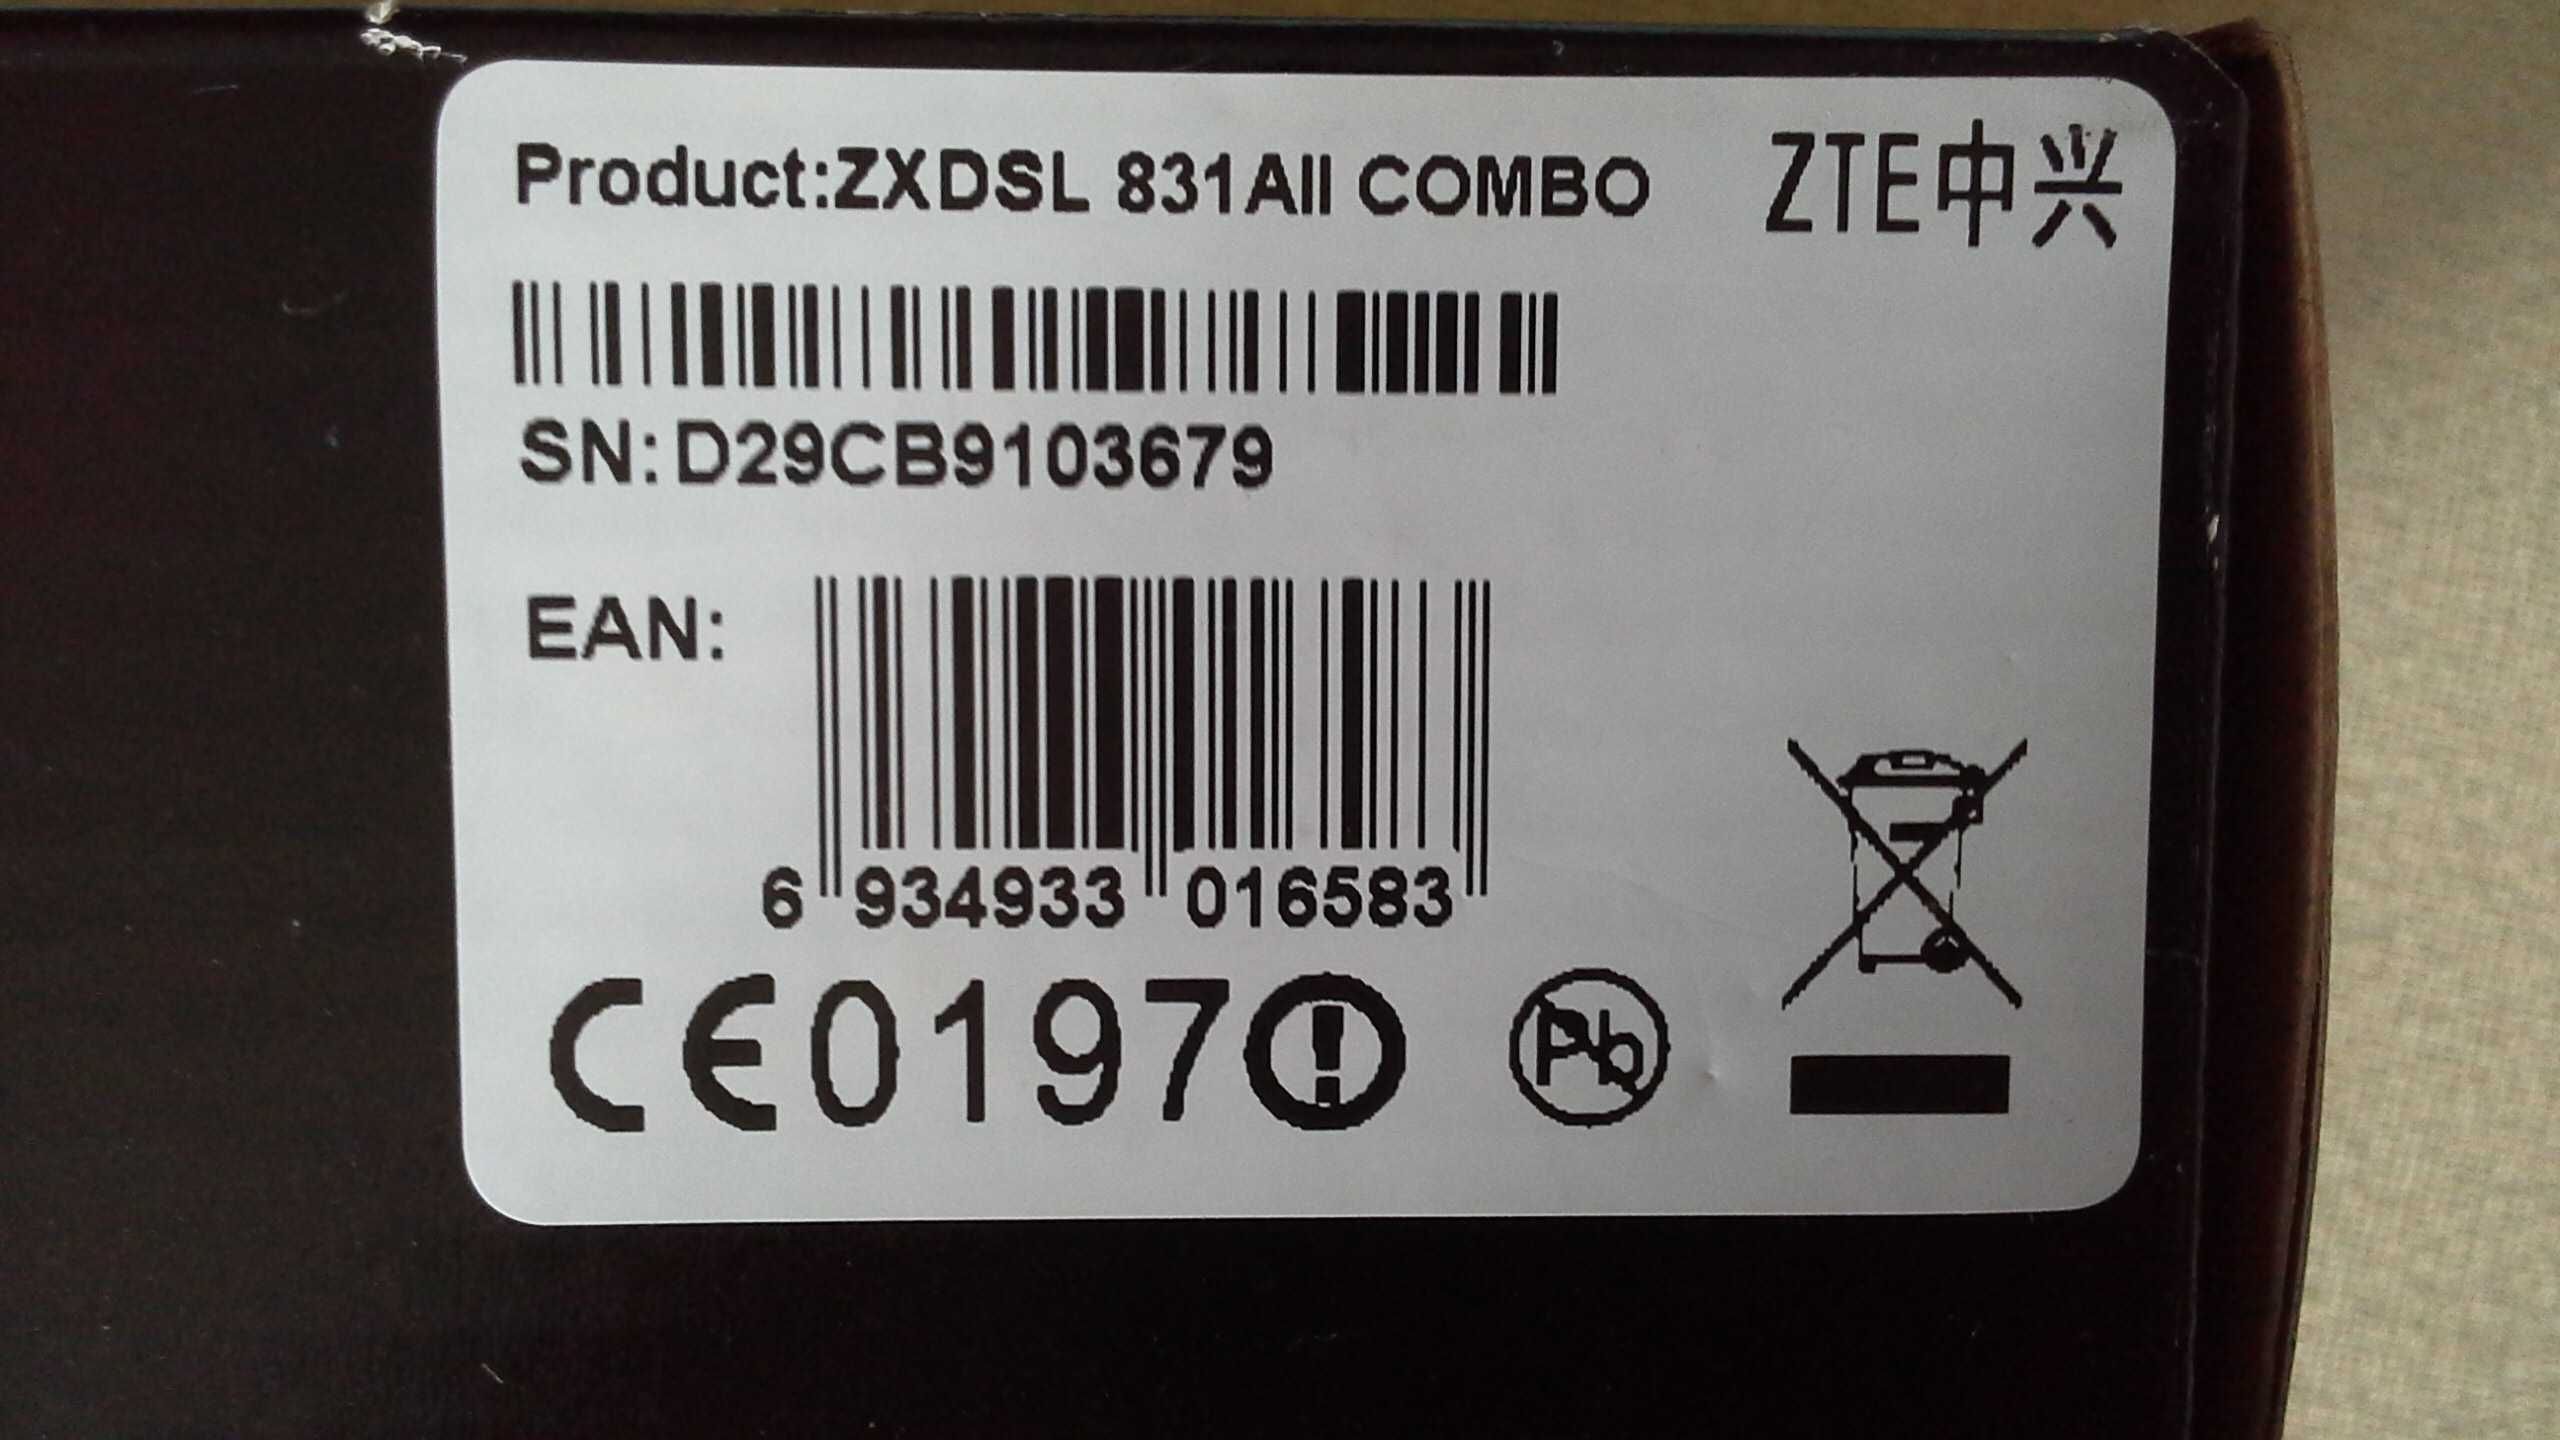 Product:ZXDSL 831AII COMBO
ZTE中兴
SN:D29CB9103679
EAN:
6 934933 016583
CE0197
Pb